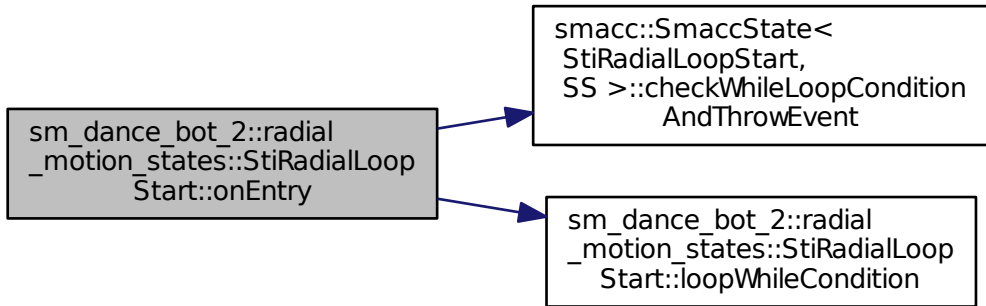 sm_dance_bot_2::radial
_motion_states::StiRadialLoop
Start::onEntry
smacc::SmaccState<
StiRadialLoopStart,
SS >::checkWhileLoopCondition
AndThrowEvent
sm_dance_bot_2::radial
_motion_states::StiRadialLoop
Start::loopWhileCondition